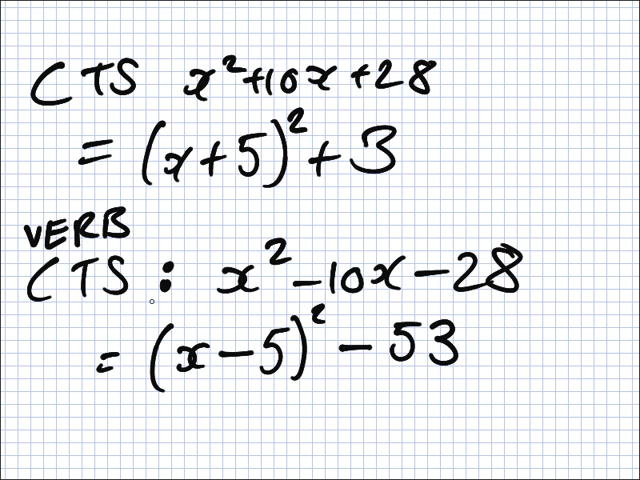 CTS x²+10x+28
= (x+5)²+3
VERB
CTS : x²-10x-28
= (x-5)²-53